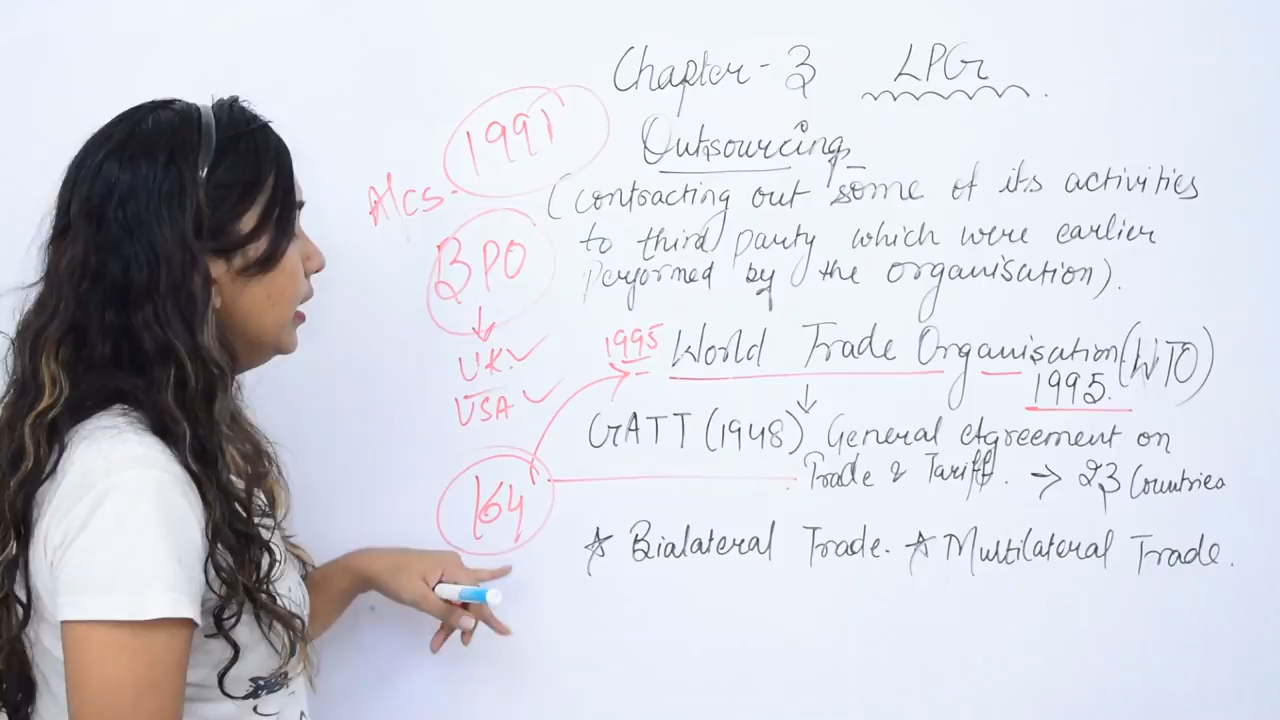 Chapter - 3 LPG
1991
Outsourcing
(contracting out some of its activities
to third party which were earlier
performed by the organisation).
A/cs -
BPO
UK ✓
USA ✓
1995 World Trade Organisation (WTO)
1995.
GATT (1948) General Agreement on
Trade & Tariff. → 23 Countries
164
☆ Bialateral Trade. ☆ Multilateral Trade.